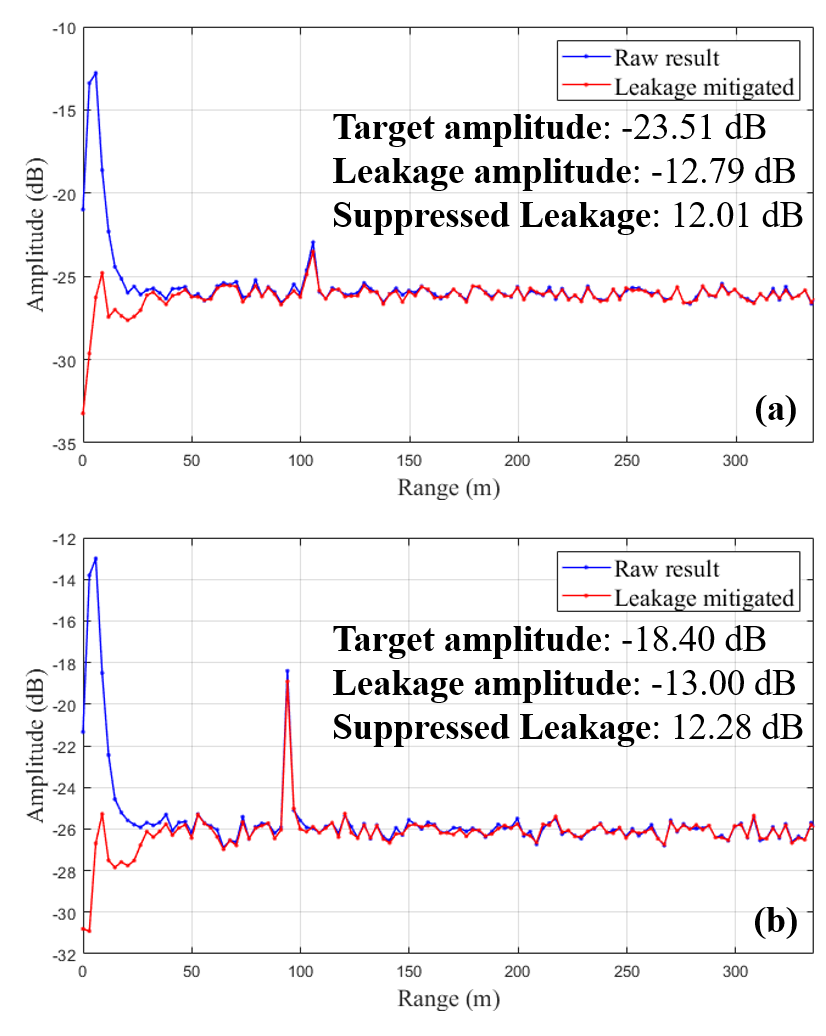 -10
Raw result
Leakage mitigated
-15
Target amplitude: -23.51 dB
Leakage amplitude: -12.79 dB
Suppressed Leakage: 12.01 dB
-20
Amplitude (dB)
-25
-30
(a)
-35
0 50 100 150 200 250 300
Range (m)
-12
Raw result
Leakage mitigated
-14
-16
Target amplitude: -18.40 dB
Leakage amplitude: -13.00 dB
Suppressed Leakage: 12.28 dB
-18
-20
Amplitude (dB)
-22
-24
-26
-28
-30
(b)
-32
0 50 100 150 200 250 300
Range (m)